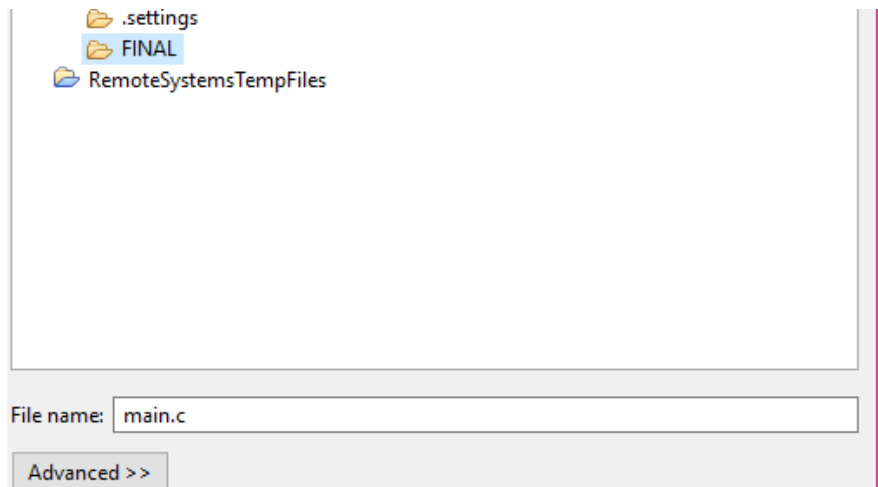 .settings
FINAL
RemoteSystemsTempFiles
File name: main.c
Advanced >>